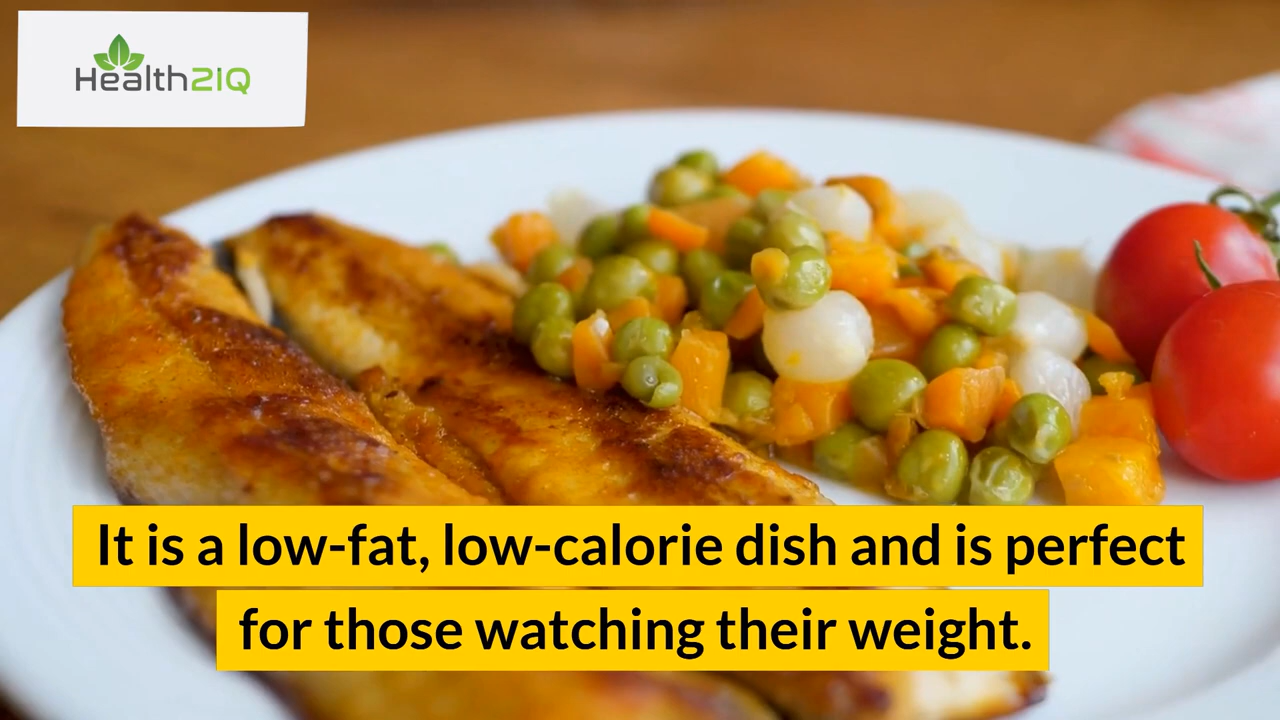 Health2IQ
It is a low-fat, low-calorie dish and is perfect
for those watching their weight.